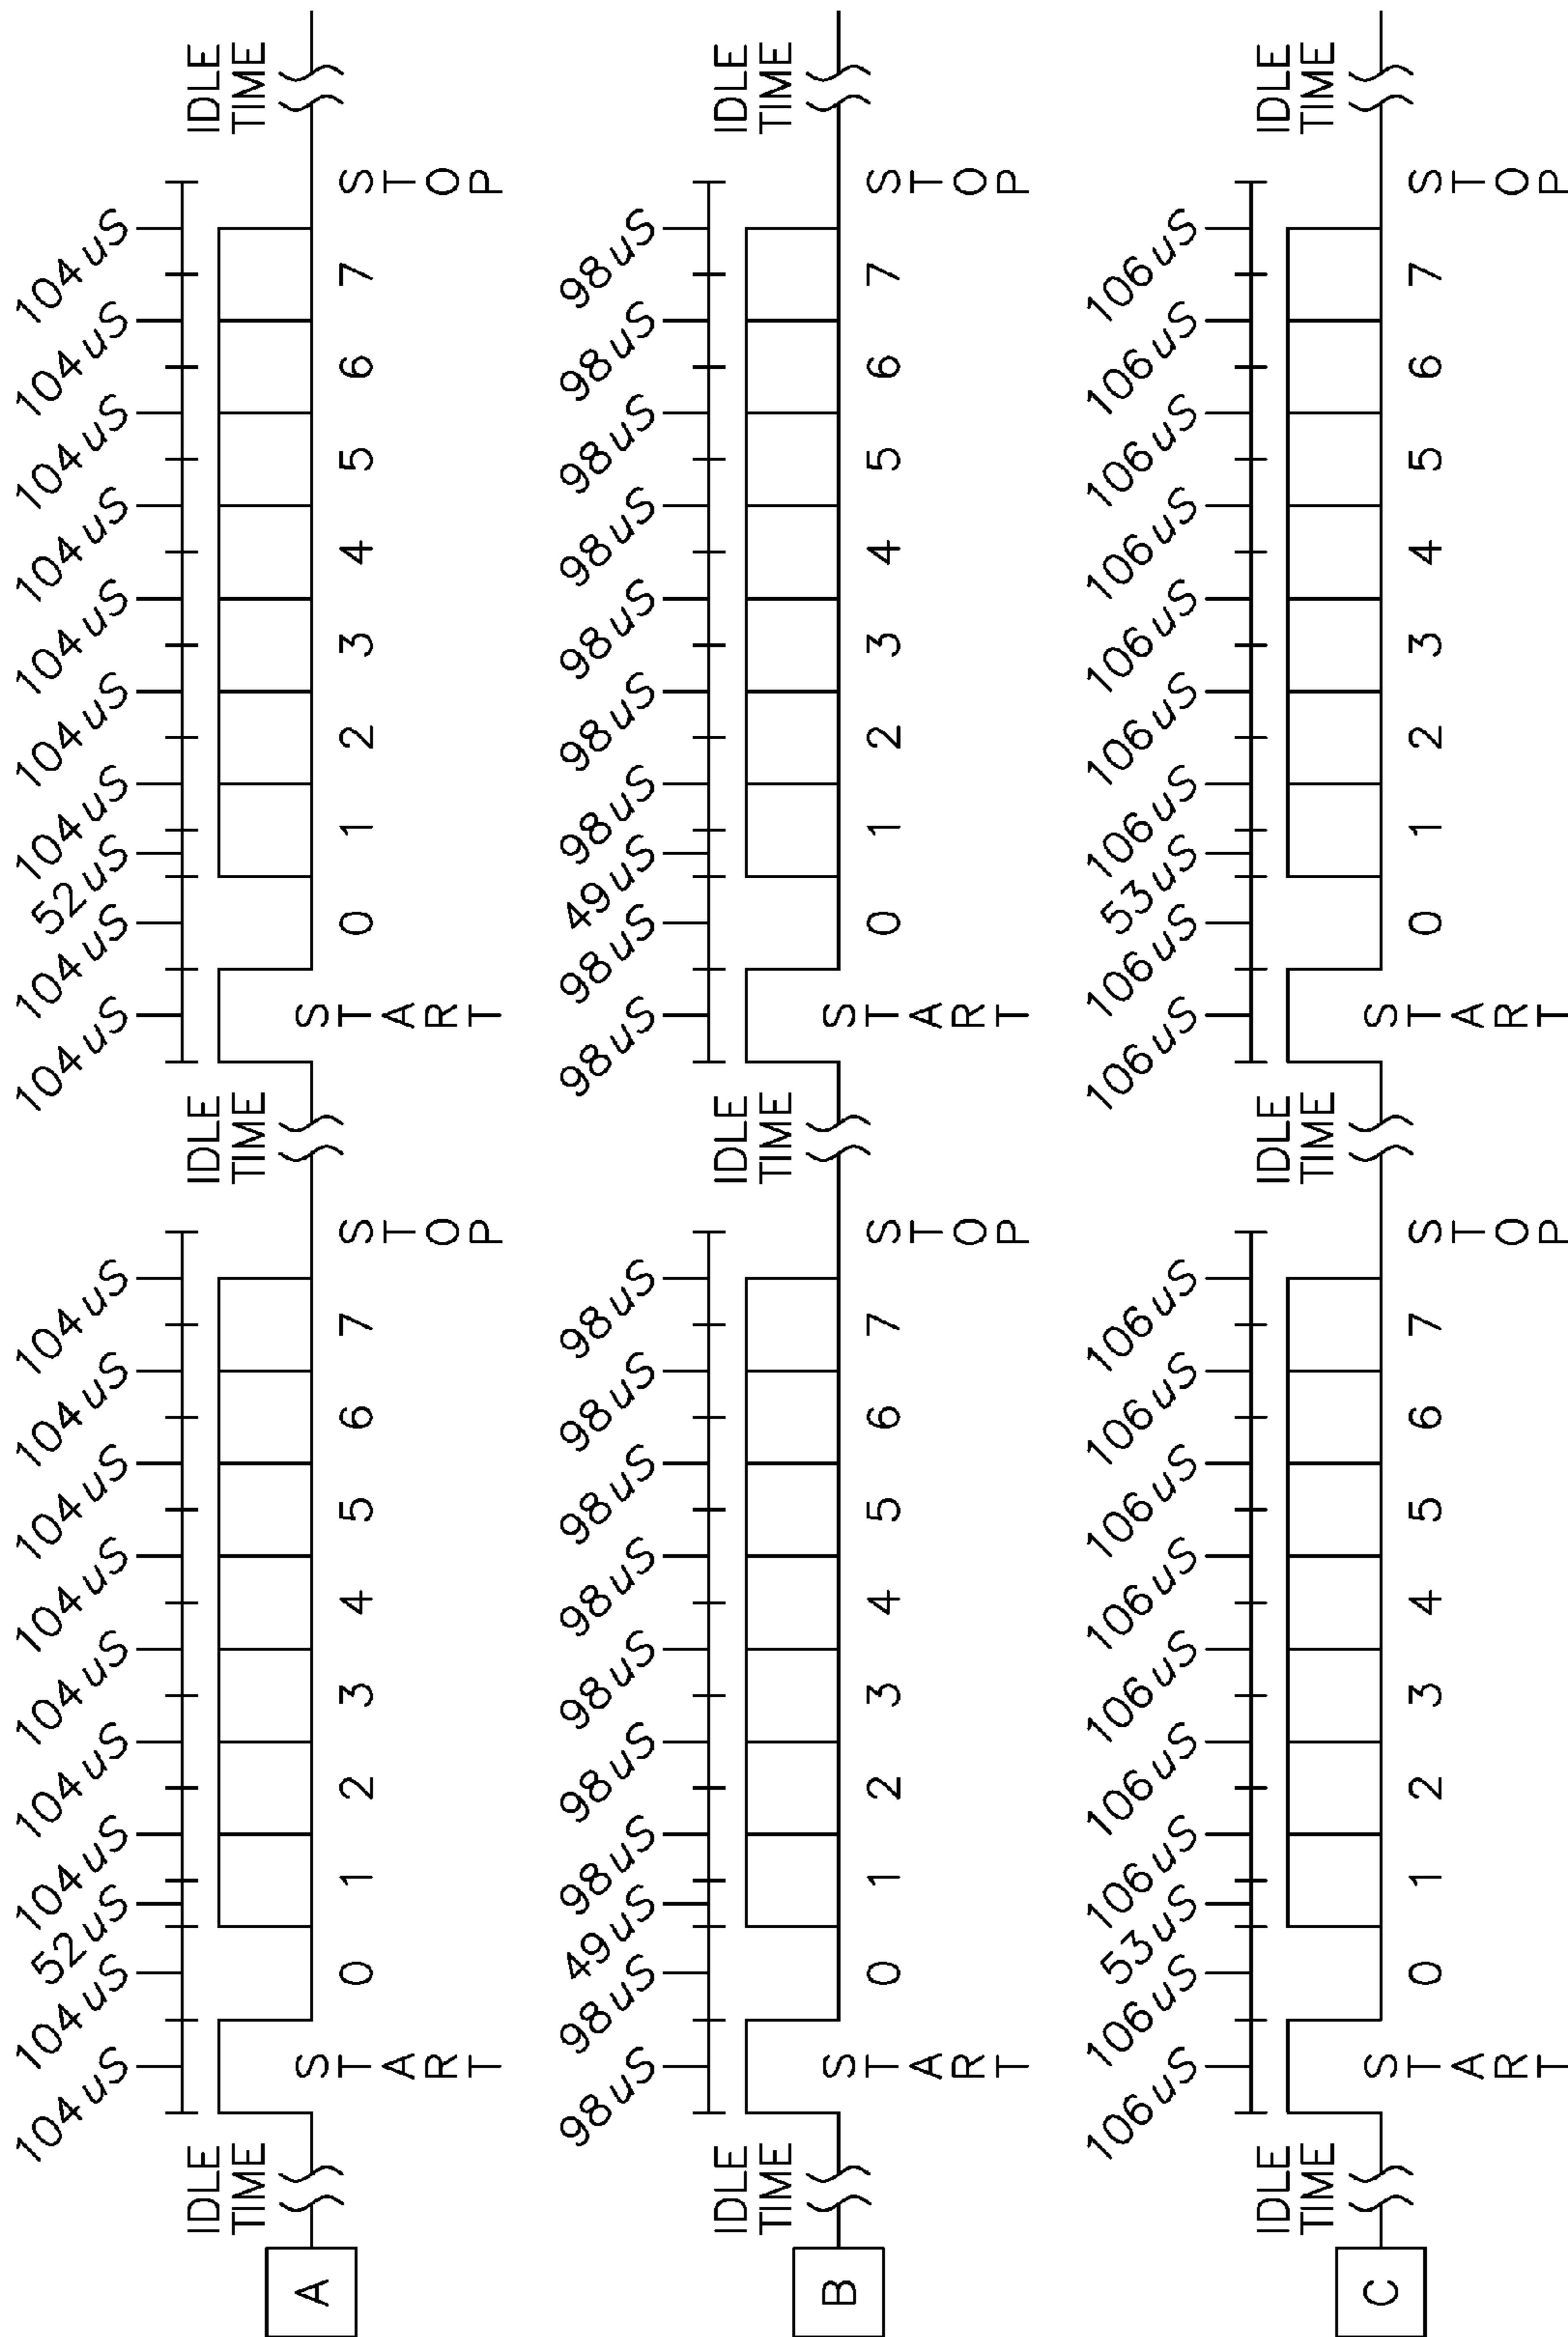 104uS 104uS 52uS 104uS 104uS 104uS 104uS 104uS 104uS 104uS 104uS 104uS 52uS 104uS 104uS 104uS 104uS 104uS 104uS 104uS
IDLE IDLE IDLE
TIME TIME TIME
A
START 0 1 2 3 4 5 6 7 STOP START 0 1 2 3 4 5 6 7 STOP
98uS 98uS 49uS 98uS 98uS 98uS 98uS 98uS 98uS 98uS 98uS 98uS 49uS 98uS 98uS 98uS 98uS 98uS 98uS 98uS
IDLE IDLE IDLE
TIME TIME TIME
B
START 0 1 2 3 4 5 6 7 STOP START 0 1 2 3 4 5 6 7 STOP
106uS 106uS 53uS 106uS 106uS 106uS 106uS 106uS 106uS 106uS 106uS 106uS 53uS 106uS 106uS 106uS 106uS 106uS 106uS 106uS
IDLE IDLE IDLE
TIME TIME TIME
C
START 0 1 2 3 4 5 6 7 STOP START 0 1 2 3 4 5 6 7 STOP